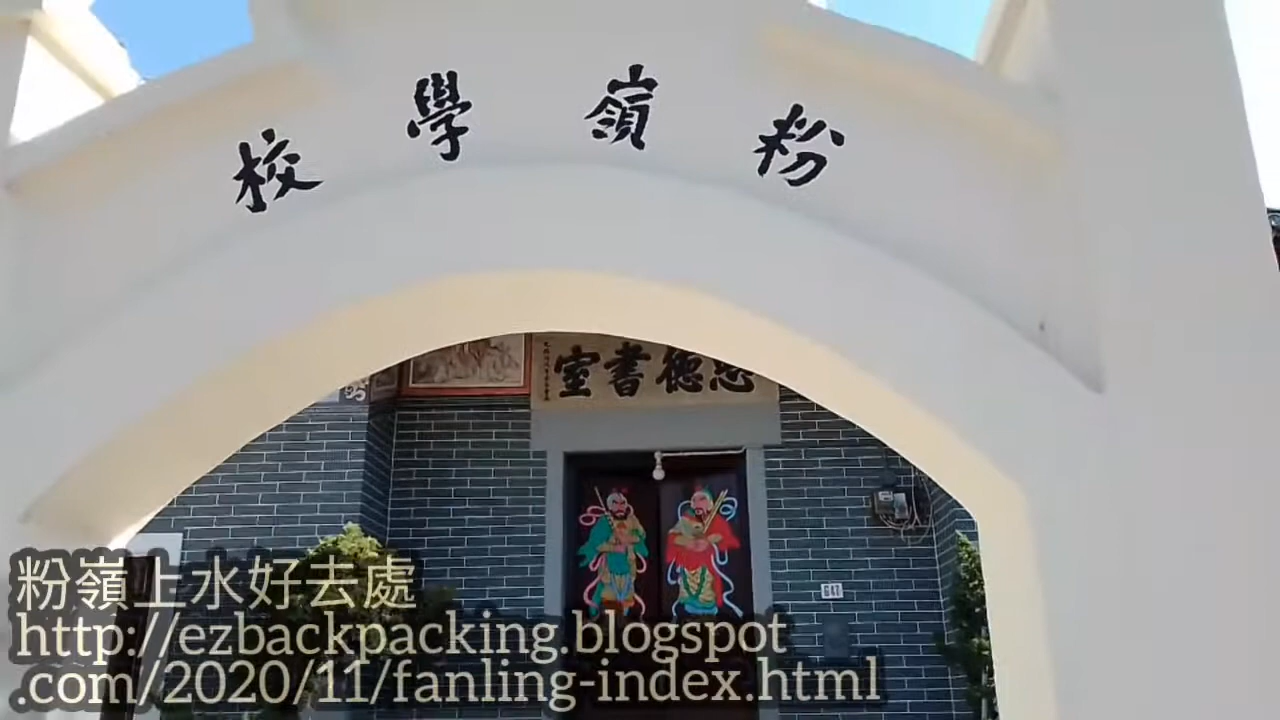 粉嶺學校
思德書室
641
粉嶺上水好去處
http://ezbackpacking.blogspot
.com/2020/11/fanling-index.html